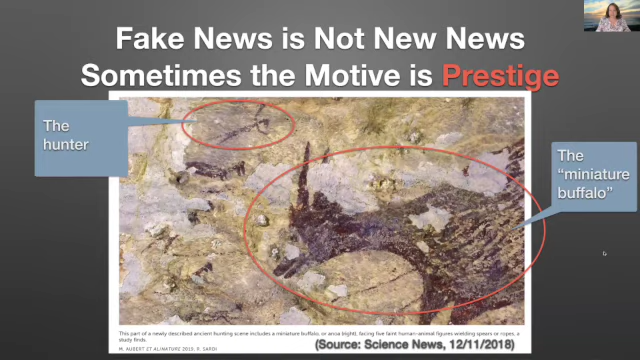 Fake News is Not New News
Sometimes the Motive is Prestige
The
hunter
The
“miniature
buffalo”
This part of a newly described ancient hunting scene includes a miniature buffalo, or anoa (right), facing five faint human-animal figures wielding spears or ropes, a
study finds.
M. AUBERT ET AL/NATURE 2019; R. SARDI
(Source: Science News, 12/11/2018)